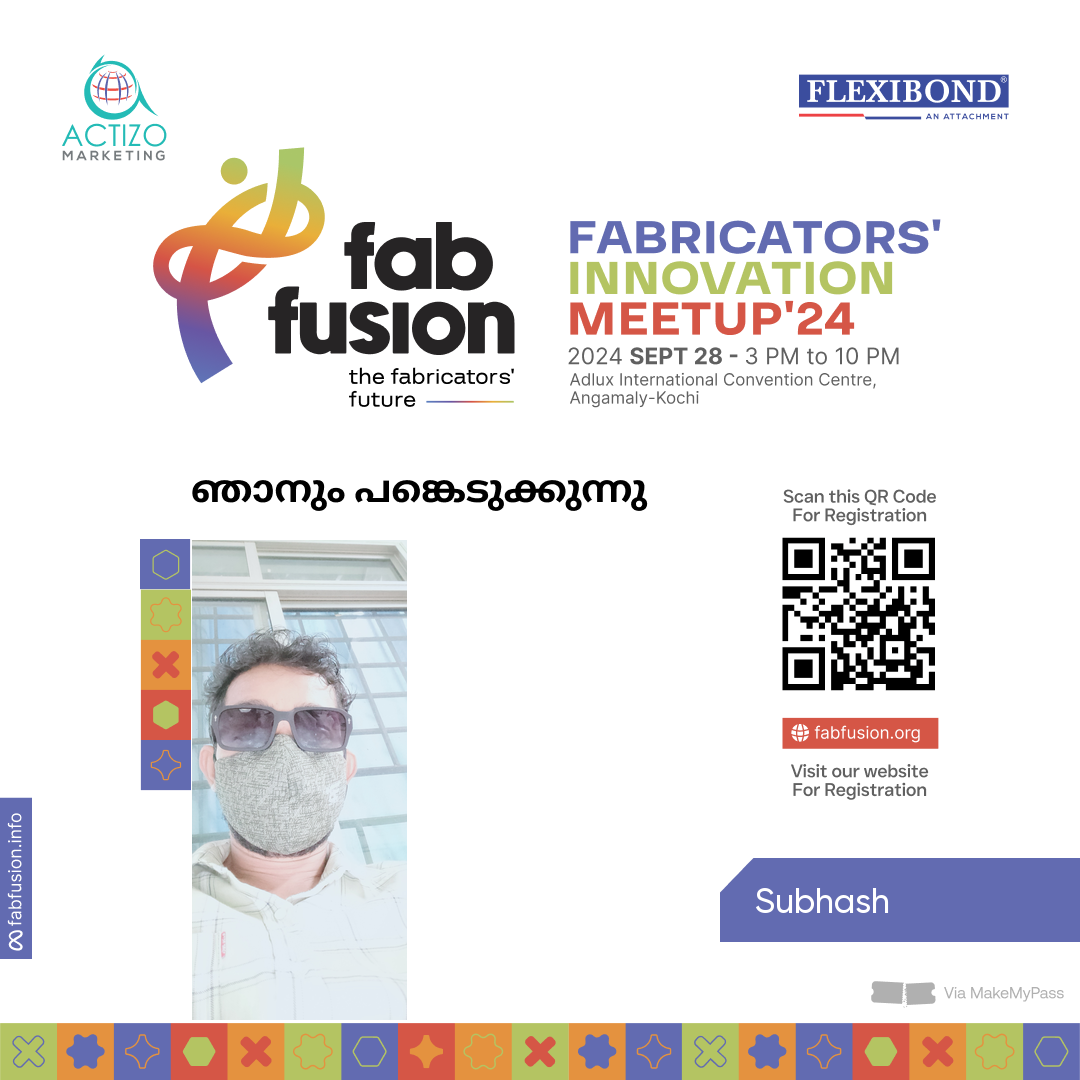 ACTIZO
MARKETING
FLEXIBOND®
AN ATTACHMENT
fab
fusion
the fabricators'
future
FABRICATORS'
INNOVATION
MEETUP'24
2024 SEPT 28 - 3 PM to 10 PM
Adlux International Convention Centre,
Angamaly-Kochi
ഞാനും പങ്കെടുക്കുന്നു
Scan this QR Code
For Registration
fabfusion.org
Visit our website
For Registration
fabfusion.info
Subhash
Via MakeMyPass